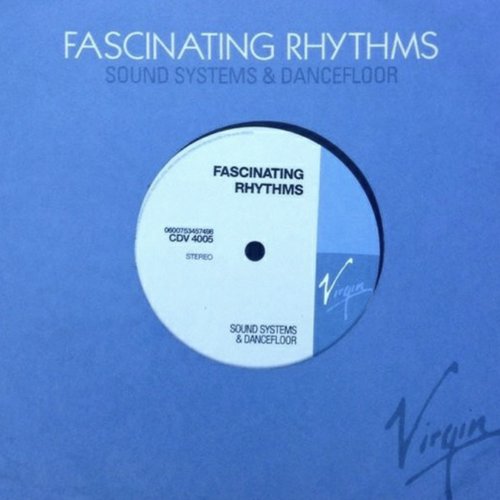 FASCINATING RHYTHMS
SOUND SYSTEMS & DANCEFLOOR
FASCINATING
RHYTHMS
0600753457498
CDV 4005
STEREO
Virgin
SOUND SYSTEMS
& DANCEFLOOR
Virgin